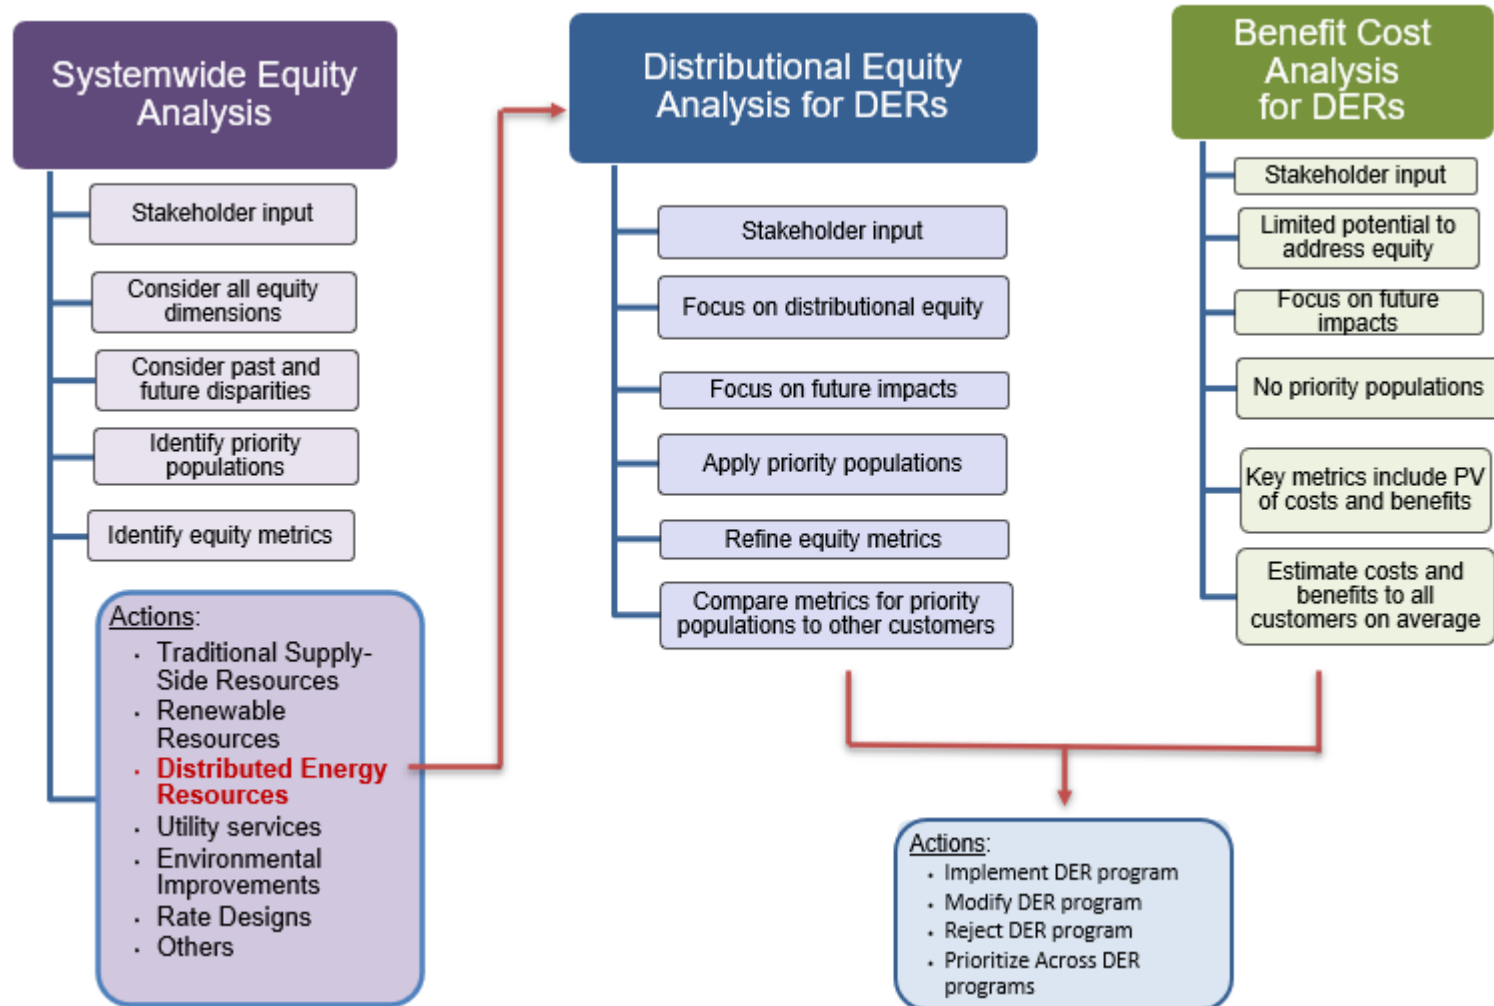 Systemwide Equity
Analysis
Stakeholder input
Consider all equity
dimensions
Consider past and
future disparities
Identify priority
populations
Identify equity metrics
Actions:
· Traditional Supply-
Side Resources
· Renewable
Resources
· Distributed Energy
Resources
· Utility services
· Environmental
Improvements
· Rate Designs
· Others
Distributional Equity
Analysis for DERs
Stakeholder input
Focus on distributional equity
Focus on future impacts
Apply priority populations
Refine equity metrics
Compare metrics for priority
populations to other customers
Benefit Cost
Analysis
for DERs
Stakeholder input
Limited potential to
address equity
Focus on future
impacts
No priority populations
Key metrics include PV
of costs and benefits
Estimate costs and
benefits to all
customers on average
Actions:
• Implement DER program
• Modify DER program
• Reject DER program
• Prioritize Across DER
programs